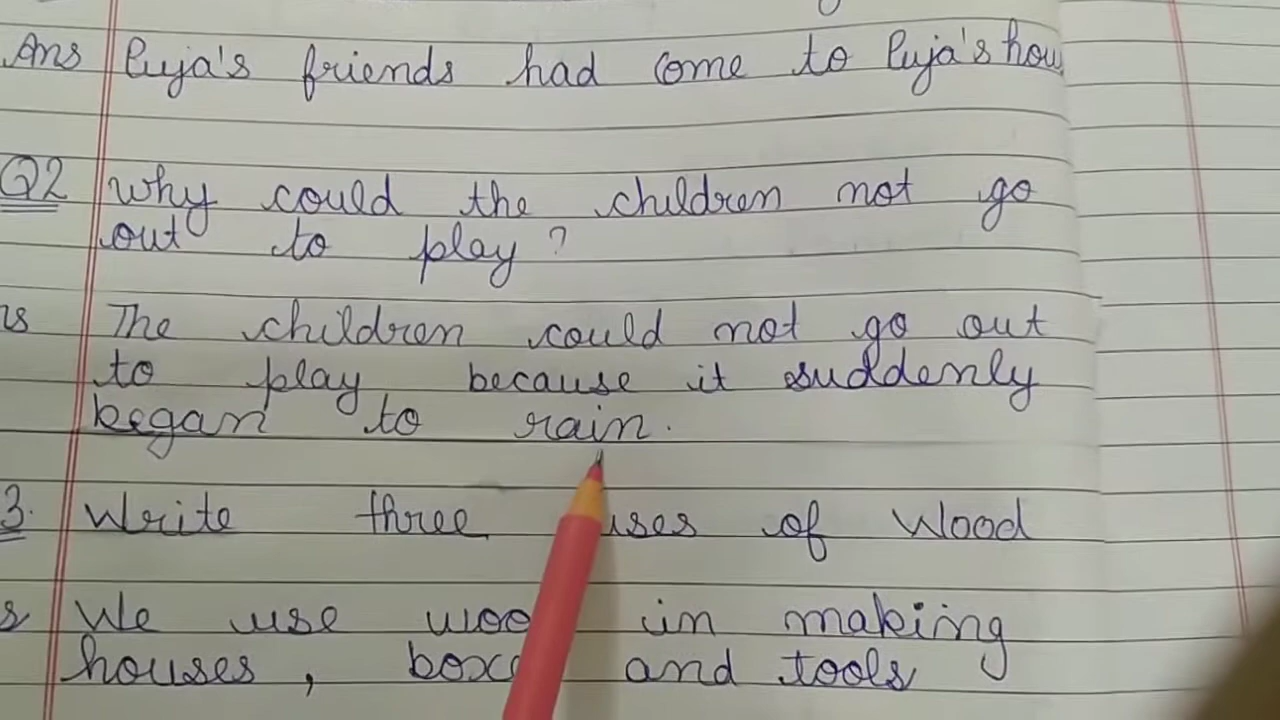 Ans Puja's friends had come to Puja's hou
Q2 Why could the children not go
out to play?
The children could not go out
to play because it suddenly
began to rain.
3. Write three uses of Wood
We use woo in making
houses, box and tools